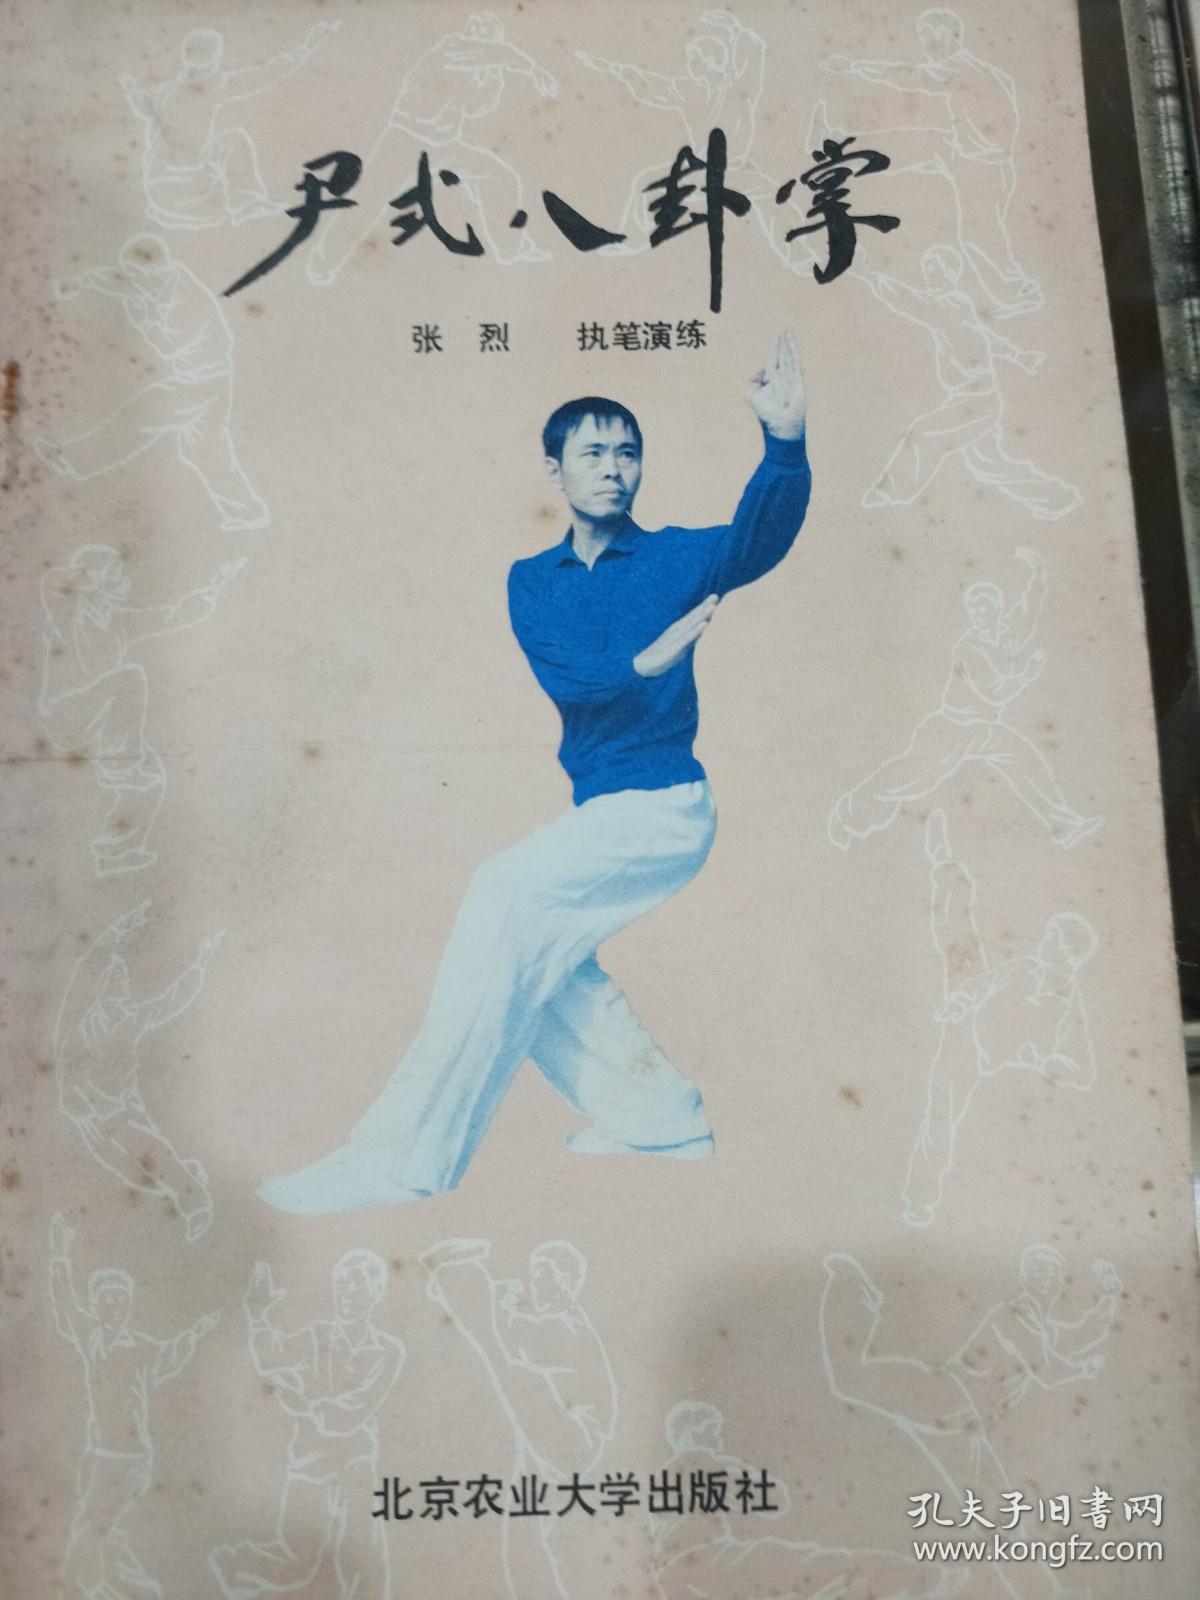 尹式八卦掌
张烈 执笔演练
北京农业大学出版社
孔夫子旧书网
www.kongfz.com